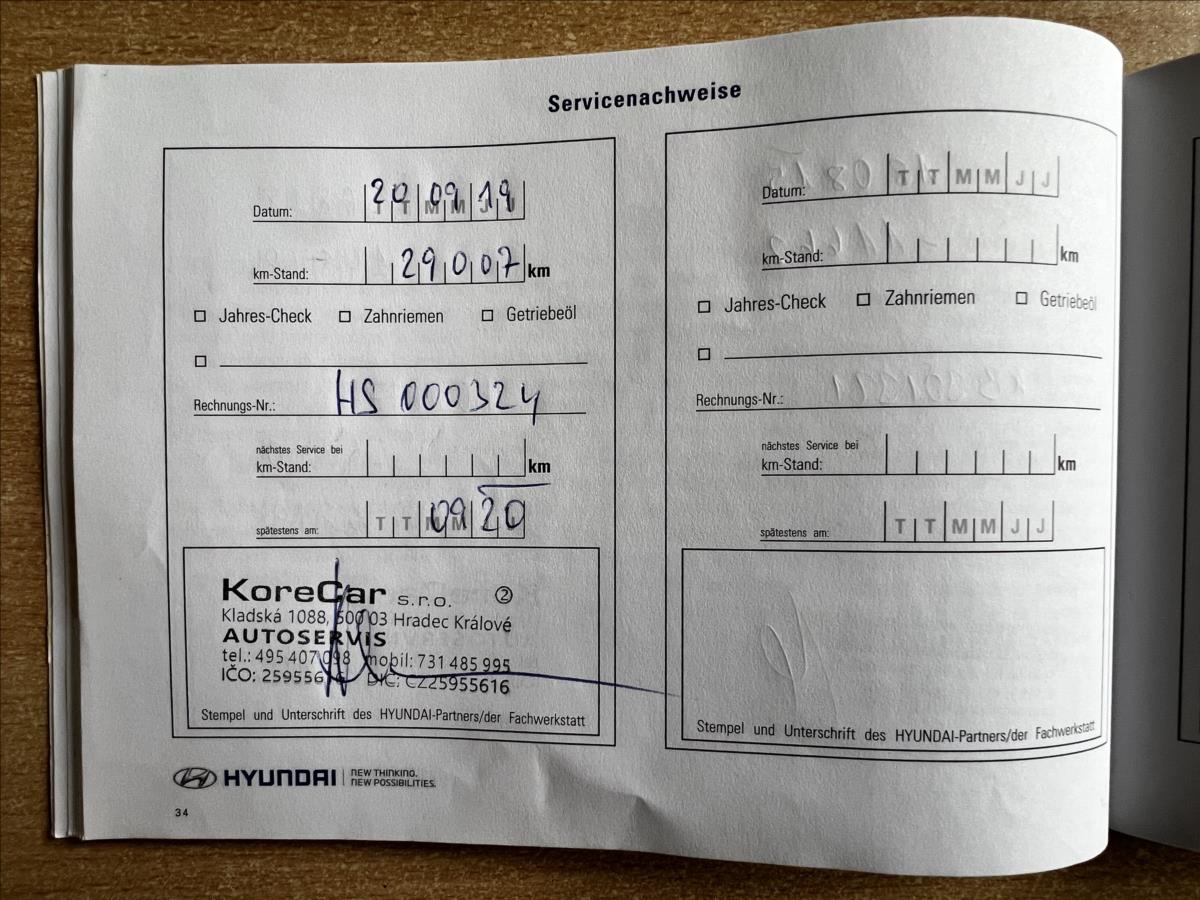 Servicenachweise
Datum: 20 09 19
km-Stand: 29007 km
Jahres-Check Zahnriemen Getriebeöl
Rechnungs-Nr.: HS 000324
nächstes Service bei
km-Stand: km
spätestens am: T T 09 20
KoreCar s.r.o. ②
Kladská 1088, 500 03 Hradec Králové
AUTOSERVIS
tel.: 495 407 098 mobil: 731 485 995
IČO: 25955616 DIČ: CZ25955616
Stempel und Unterschrift des HYUNDAI-Partners/der Fachwerkstatt
Datum: T T M M J J
km-Stand: km
Jahres-Check Zahnriemen Getriebeöl
Rechnungs-Nr.:
nächstes Service bei
km-Stand: km
spätestens am: T T M M J J
Stempel und Unterschrift des HYUNDAI-Partners/der Fachwerkstatt
HYUNDAI NEW THINKING.
NEW POSSIBILITIES.
34